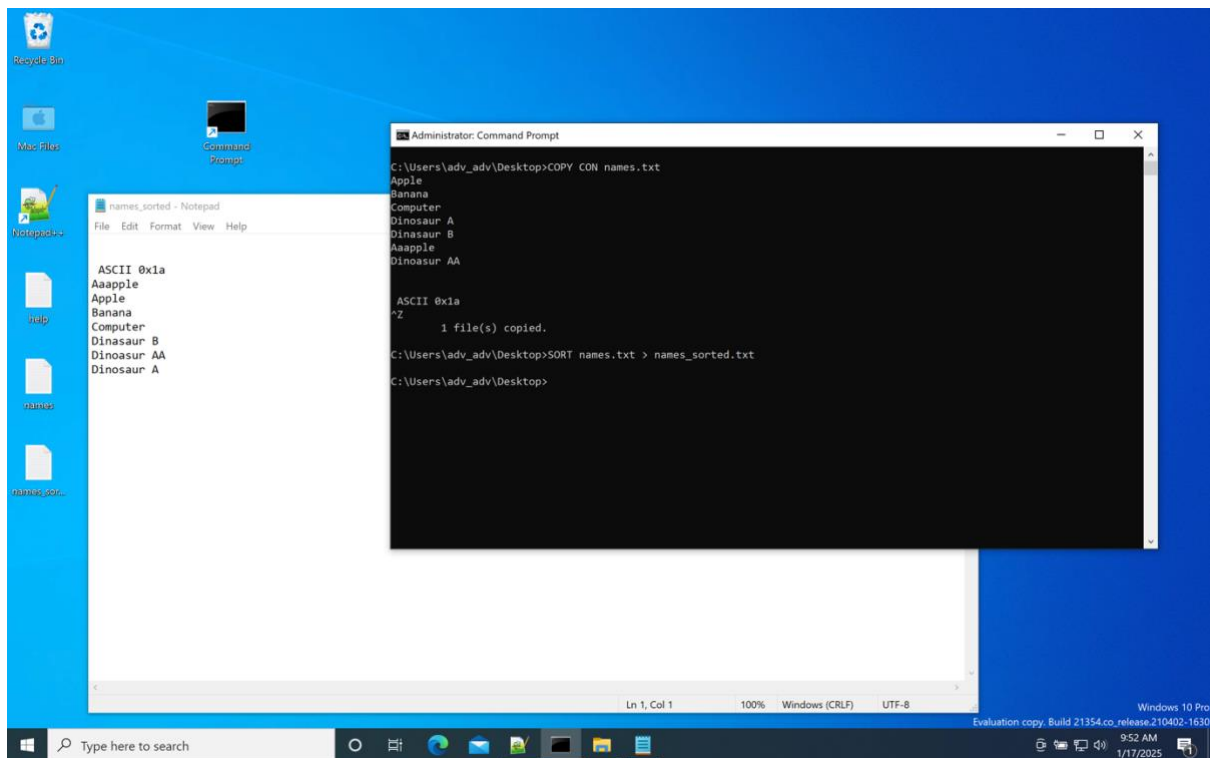 Recycle Bin
Mac Files
Command
Prompt
Notepad++
help
names
names_sor...
names_sorted - Notepad
File Edit Format View Help
ASCII 0x1a
Aaapple
Apple
Banana
Computer
Dinasaur B
Dinoasur AA
Dinosaur A
Ln 1, Col 1 100% Windows (CRLF) UTF-8
Administrator: Command Prompt
C:\Users\adv_adv\Desktop>COPY CON names.txt
Apple
Banana
Computer
Dinosaur A
Dinasaur B
Aaapple
Dinoasur AA
ASCII 0x1a
^Z
1 file(s) copied.
C:\Users\adv_adv\Desktop>SORT names.txt > names_sorted.txt
C:\Users\adv_adv\Desktop>
Windows 10 Pro
Evaluation copy. Build 21354.co_release.210402-1630
Type here to search
9:52 AM
1/17/2025
1